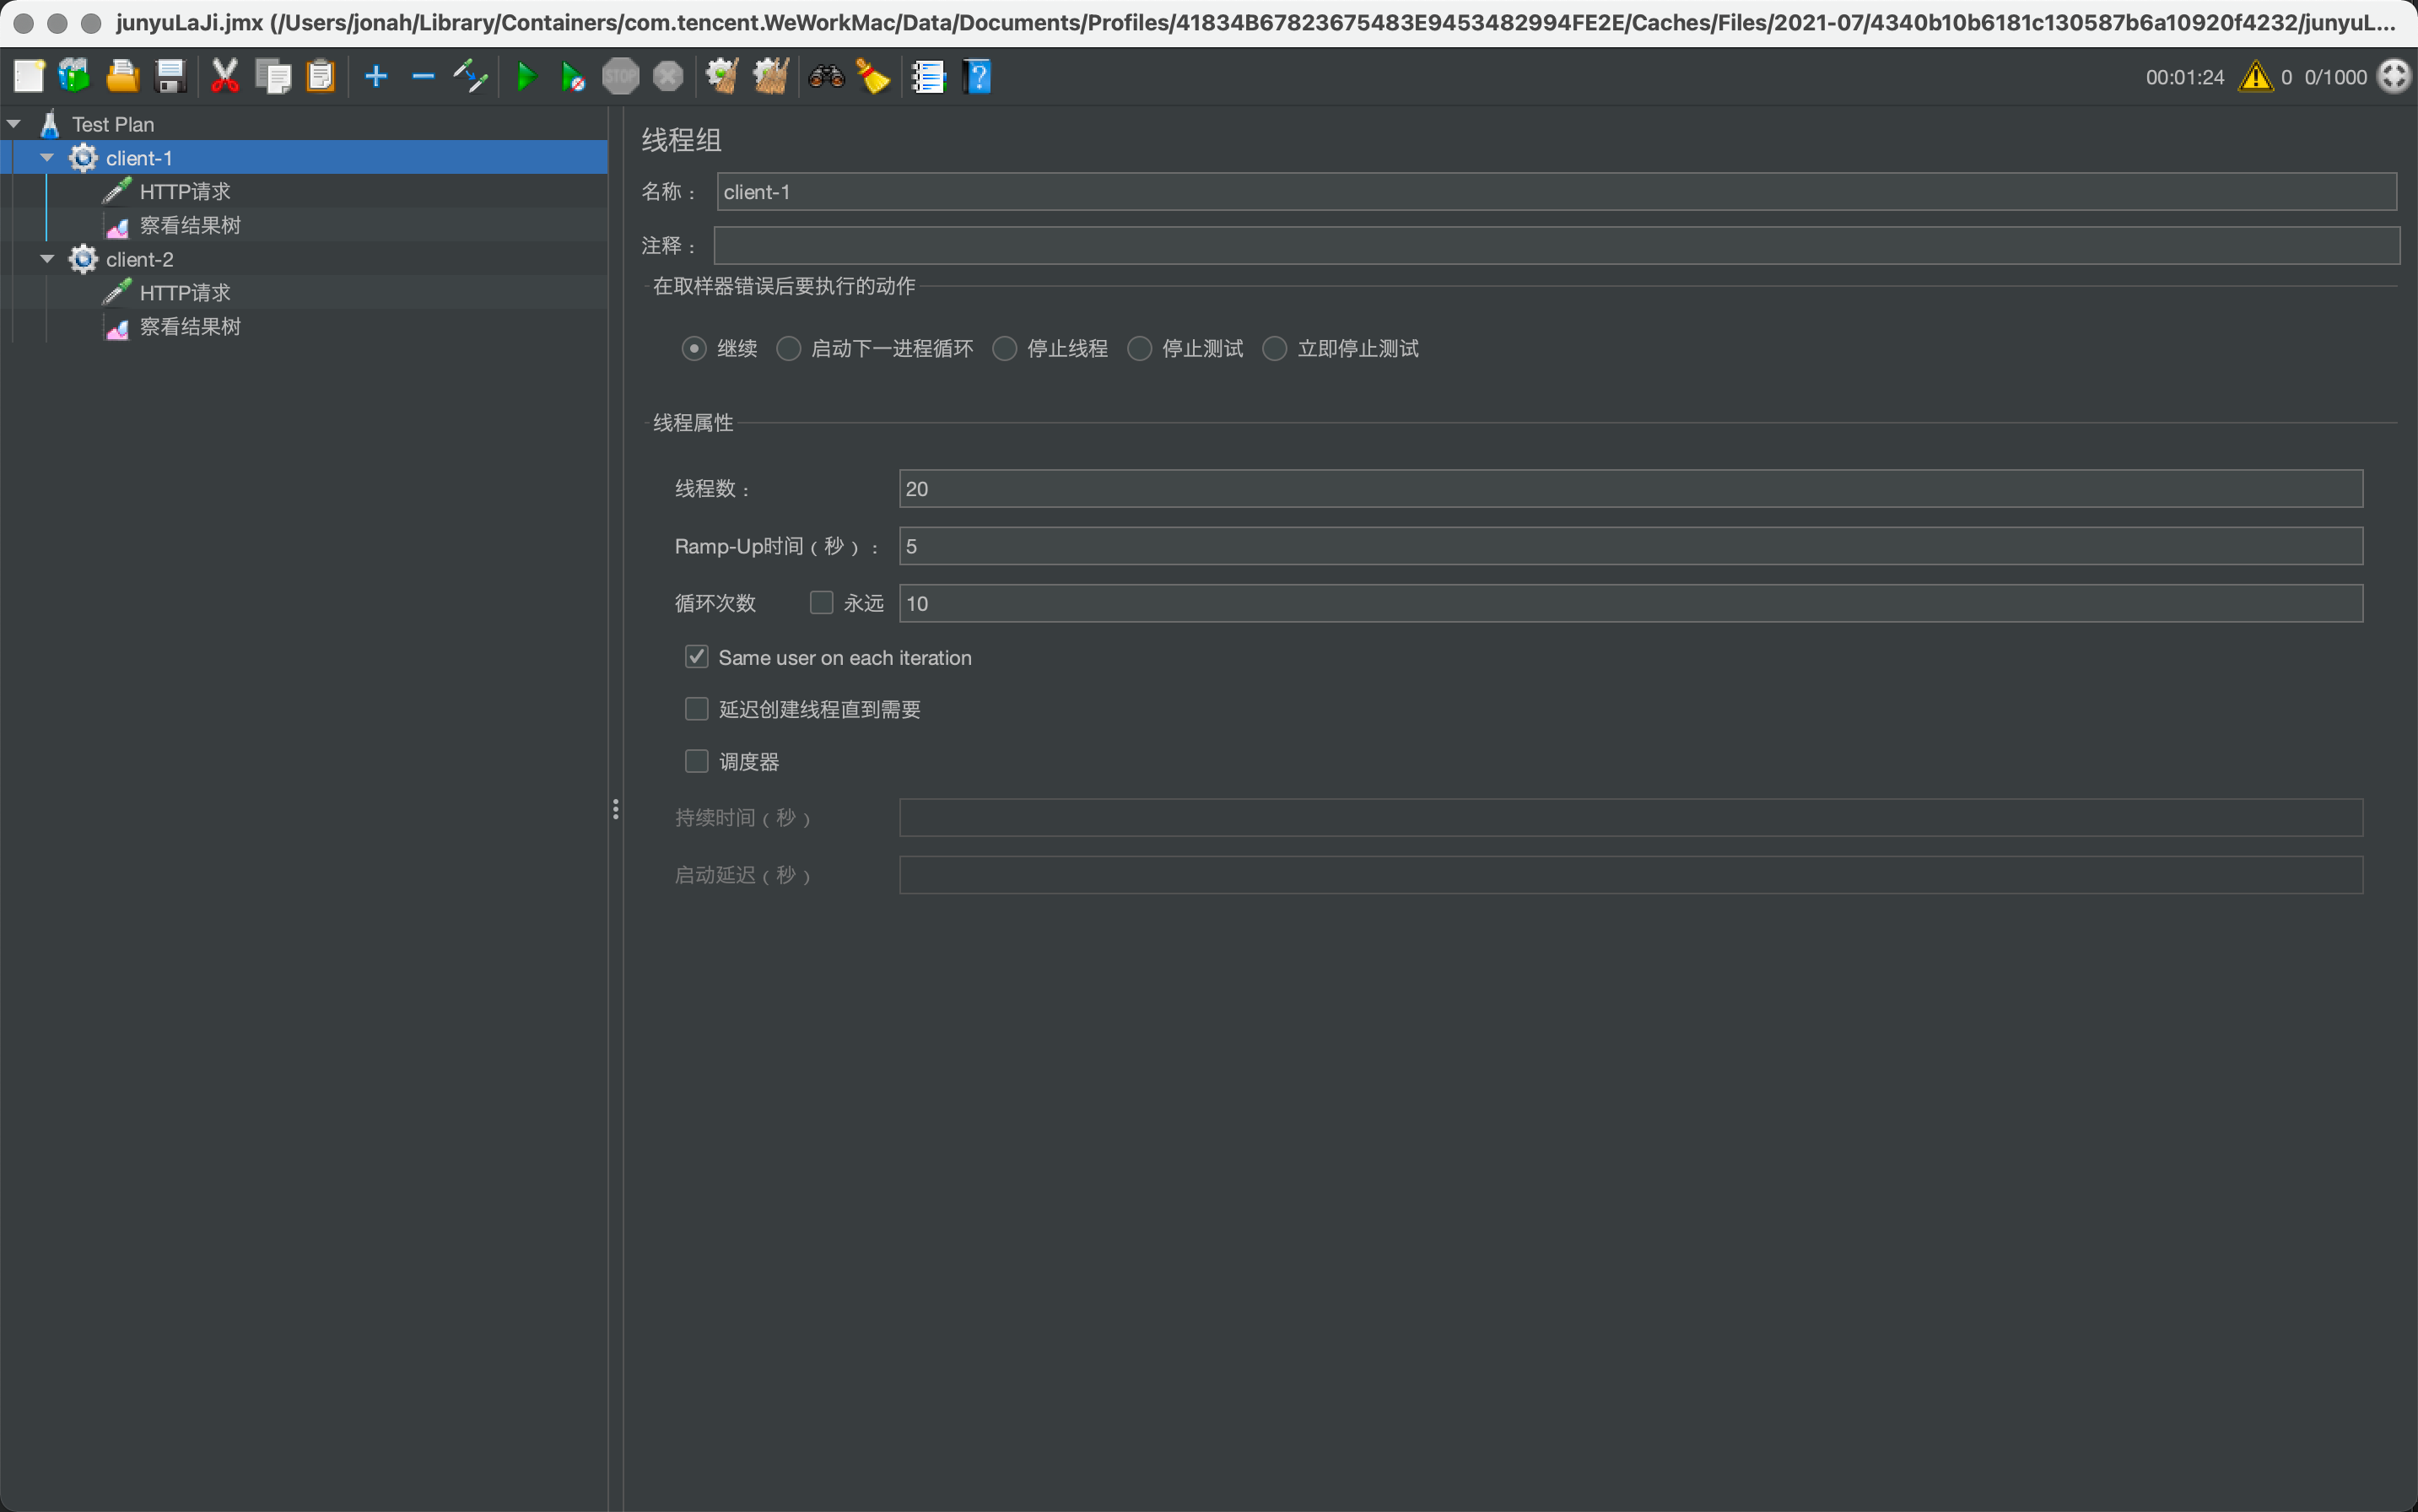 junyuLaJi.jmx (/Users/jonah/Library/Containers/com.tencent.WeWorkMac/Data/Documents/Profiles/41834B67823675483E9453482994FE2E/Caches/Files/2021-07/4340b10b6181c130587b6a10920f4232/junyuL...
STOP
00:01:24 0 0/1000
Test Plan
client-1
HTTP请求
察看结果树
client-2
HTTP请求
察看结果树
线程组
名称： client-1
注释：
在取样器错误后要执行的动作
继续 启动下一进程循环 停止线程 停止测试 立即停止测试
线程属性
线程数： 20
Ramp-Up时间（秒）： 5
循环次数 永远 10
Same user on each iteration
延迟创建线程直到需要
调度器
持续时间（秒）
启动延迟（秒）